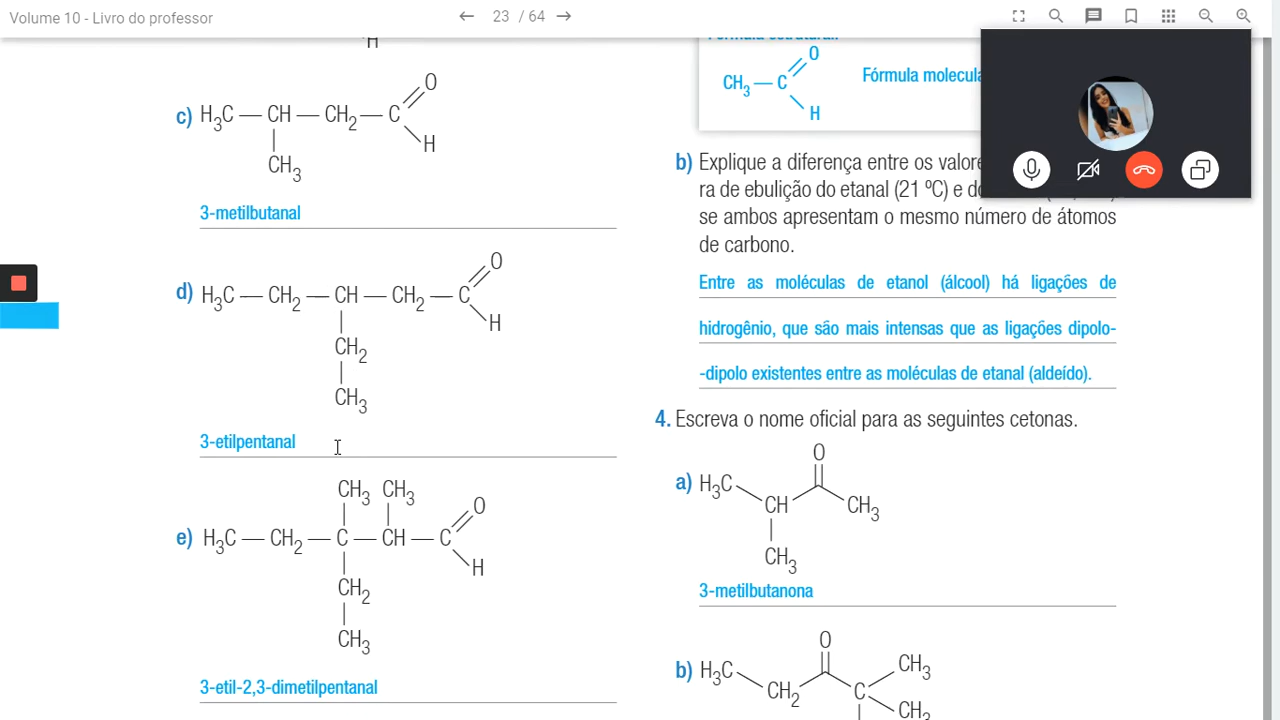 Volume 10 - Livro do professor
23 / 64
H
c) H3C — CH — CH2 — C
O
H
CH3
3-metilbutanal
d) H3C — CH2 — CH — CH2 — C
O
H
CH2
CH3
3-etilpentanal
CH3 CH3
e) H3C — CH2 — C — CH — C
O
H
CH2
CH3
3-etil-2,3-dimetilpentanal
CH3 — C
O
H
Fórmula molecula
b) Explique a diferença entre os valore
ra de ebulição do etanal (21 ºC) e do
se ambos apresentam o mesmo número de átomos
de carbono.
Entre as moléculas de etanol (álcool) há ligações de
hidrogênio, que são mais intensas que as ligações dipolo-
-dipolo existentes entre as moléculas de etanal (aldeído).
4. Escreva o nome oficial para as seguintes cetonas.
O
a) H3C
CH
CH3
CH3
3-metilbutanona
O
b) H3C
CH2
C
CH3
CH3